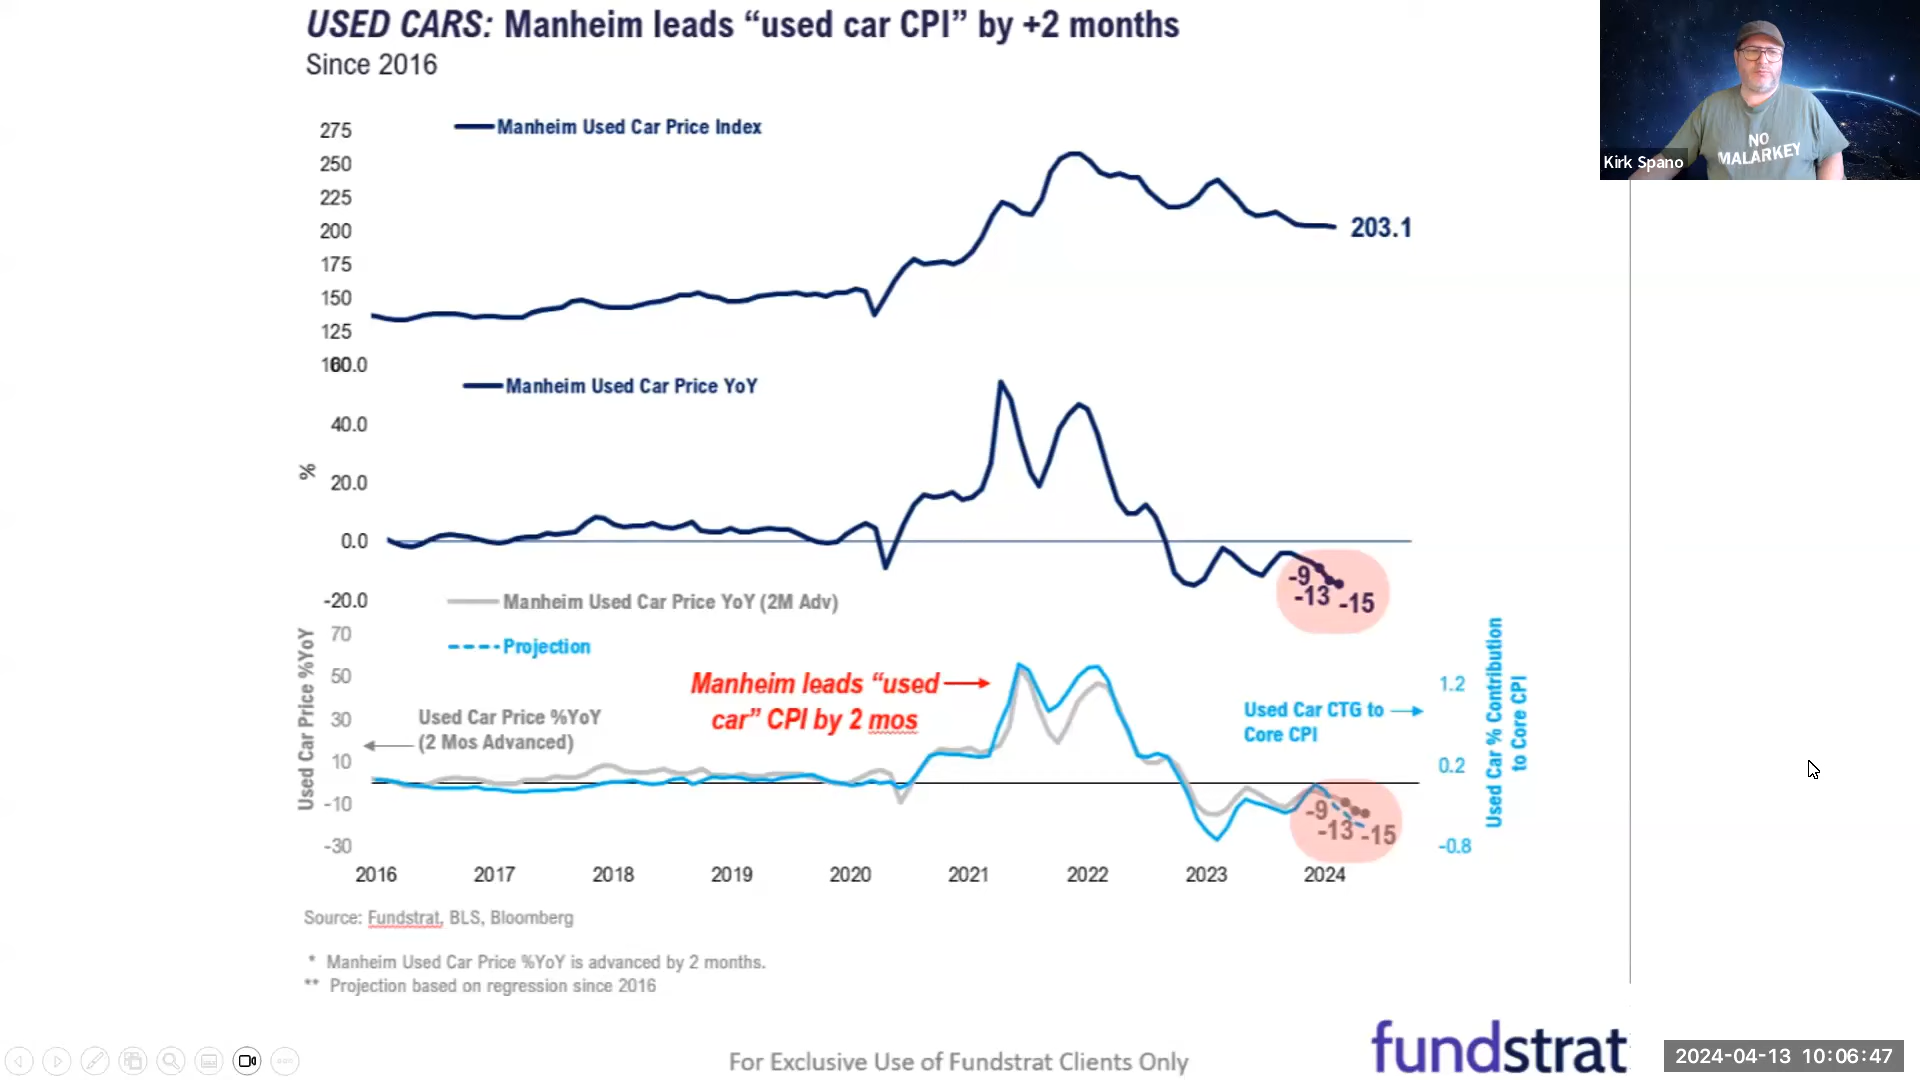 USED CARS: Manheim leads “used car CPI” by +2 months
Since 2016
NO
MALARKEY
Kirk Spano
Manheim Used Car Price Index
275
250
225
200
175
150
125
203.1
60.0
40.0
20.0
0.0
-20.0
%
Manheim Used Car Price YoY
-9
-13
-15
Manheim Used Car Price YoY (2M Adv)
Projection
70
50
30
10
-10
-30
Used Car Price %YoY
Used Car Price %YoY
(2 Mos Advanced)
Manheim leads “used
car” CPI by 2 mos
Used Car CTG to
Core CPI
1.2
0.2
-0.8
Used Car % Contribution
to Core CPI
-9
-13
-15
2016 2017 2018 2019 2020 2021 2022 2023 2024
Source: Fundstrat, BLS, Bloomberg
* Manheim Used Car Price %YoY is advanced by 2 months.
** Projection based on regression since 2016
For Exclusive Use of Fundstrat Clients Only
fundstrat
2024-04-13 10:06:47